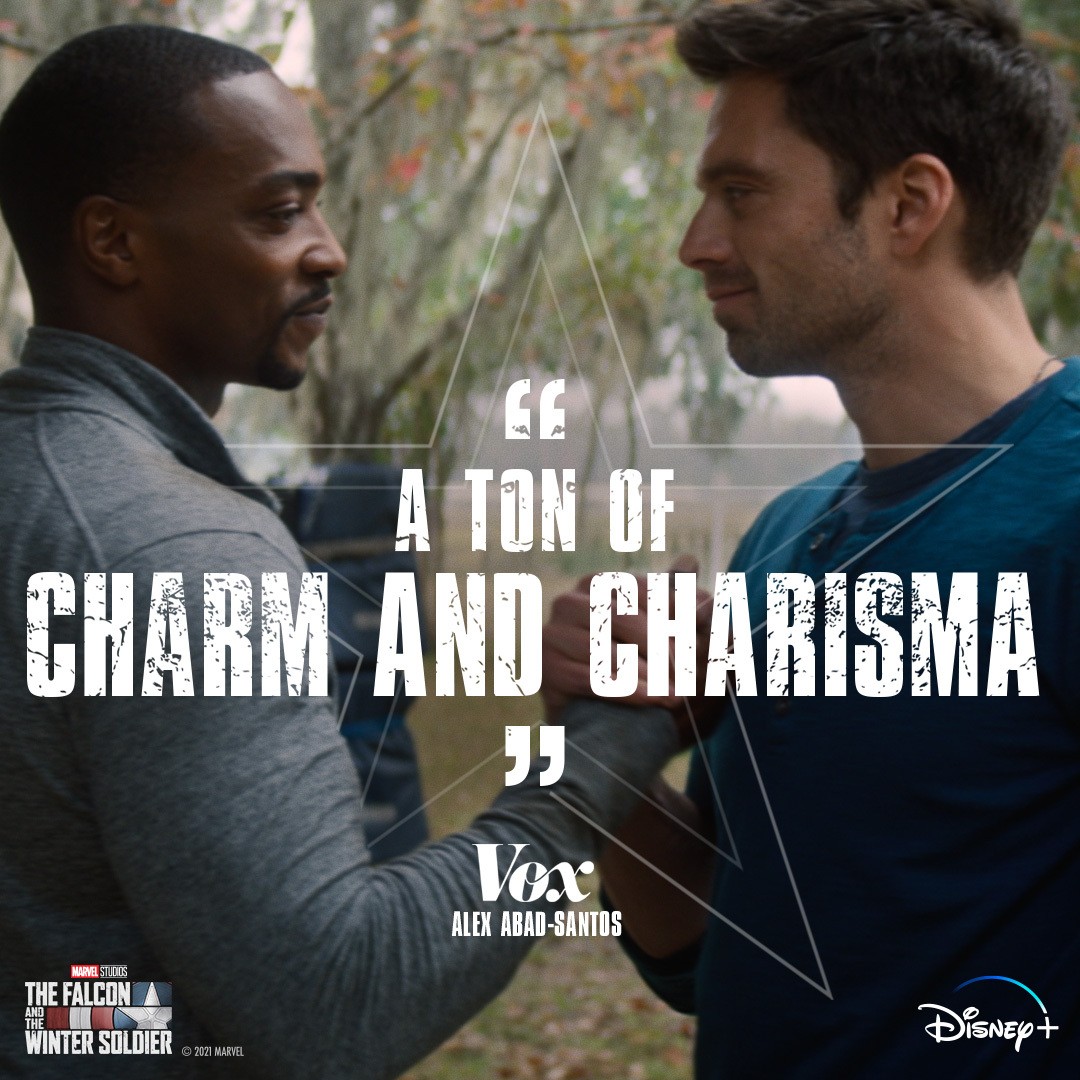 “
A TON OF
CHARM AND CHARISMA
”
Vox
ALEX ABAD-SANTOS
MARVEL STUDIOS
THE FALCON
AND THE
WINTER SOLDIER
© 2021 MARVEL
Disney+